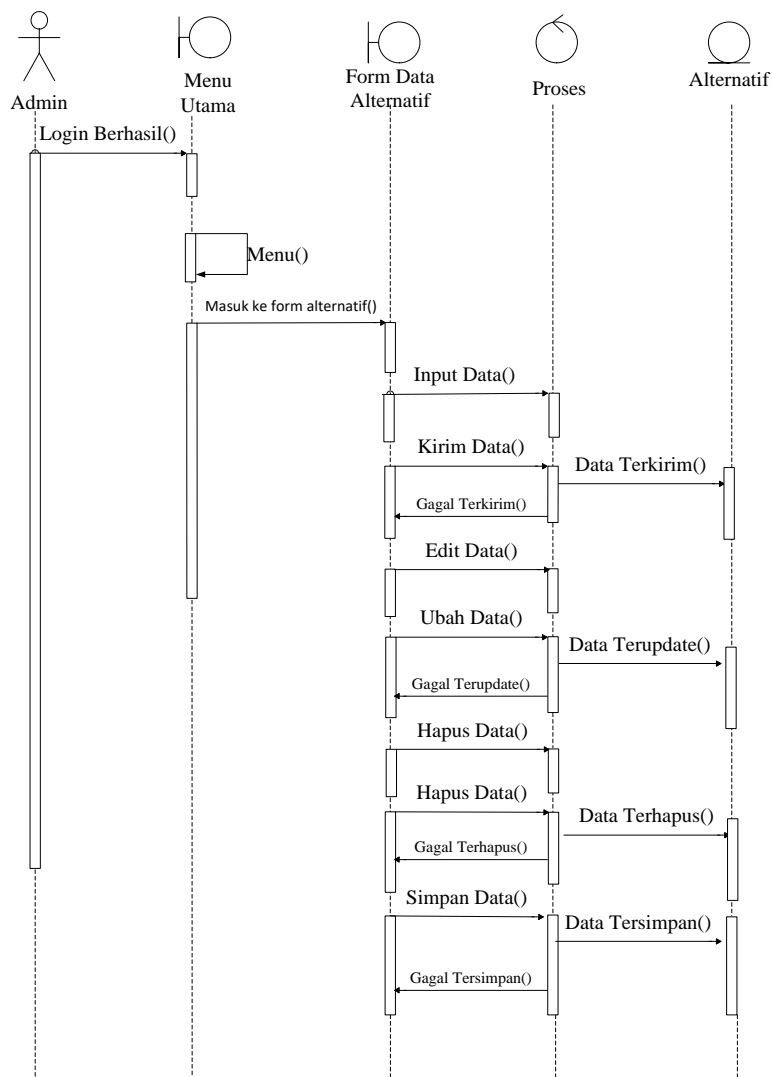 Admin
Menu
Utama
Form Data
Alternatif
Proses
Alternatif
Login Berhasil()
Menu()
Masuk ke form alternatif()
Input Data()
Kirim Data()
Data Terkirim()
Gagal Terkirim()
Edit Data()
Ubah Data()
Data Terupdate()
Gagal Terupdate()
Hapus Data()
Hapus Data()
Data Terhapus()
Gagal Terhapus()
Simpan Data()
Data Tersimpan()
Gagal Tersimpan()